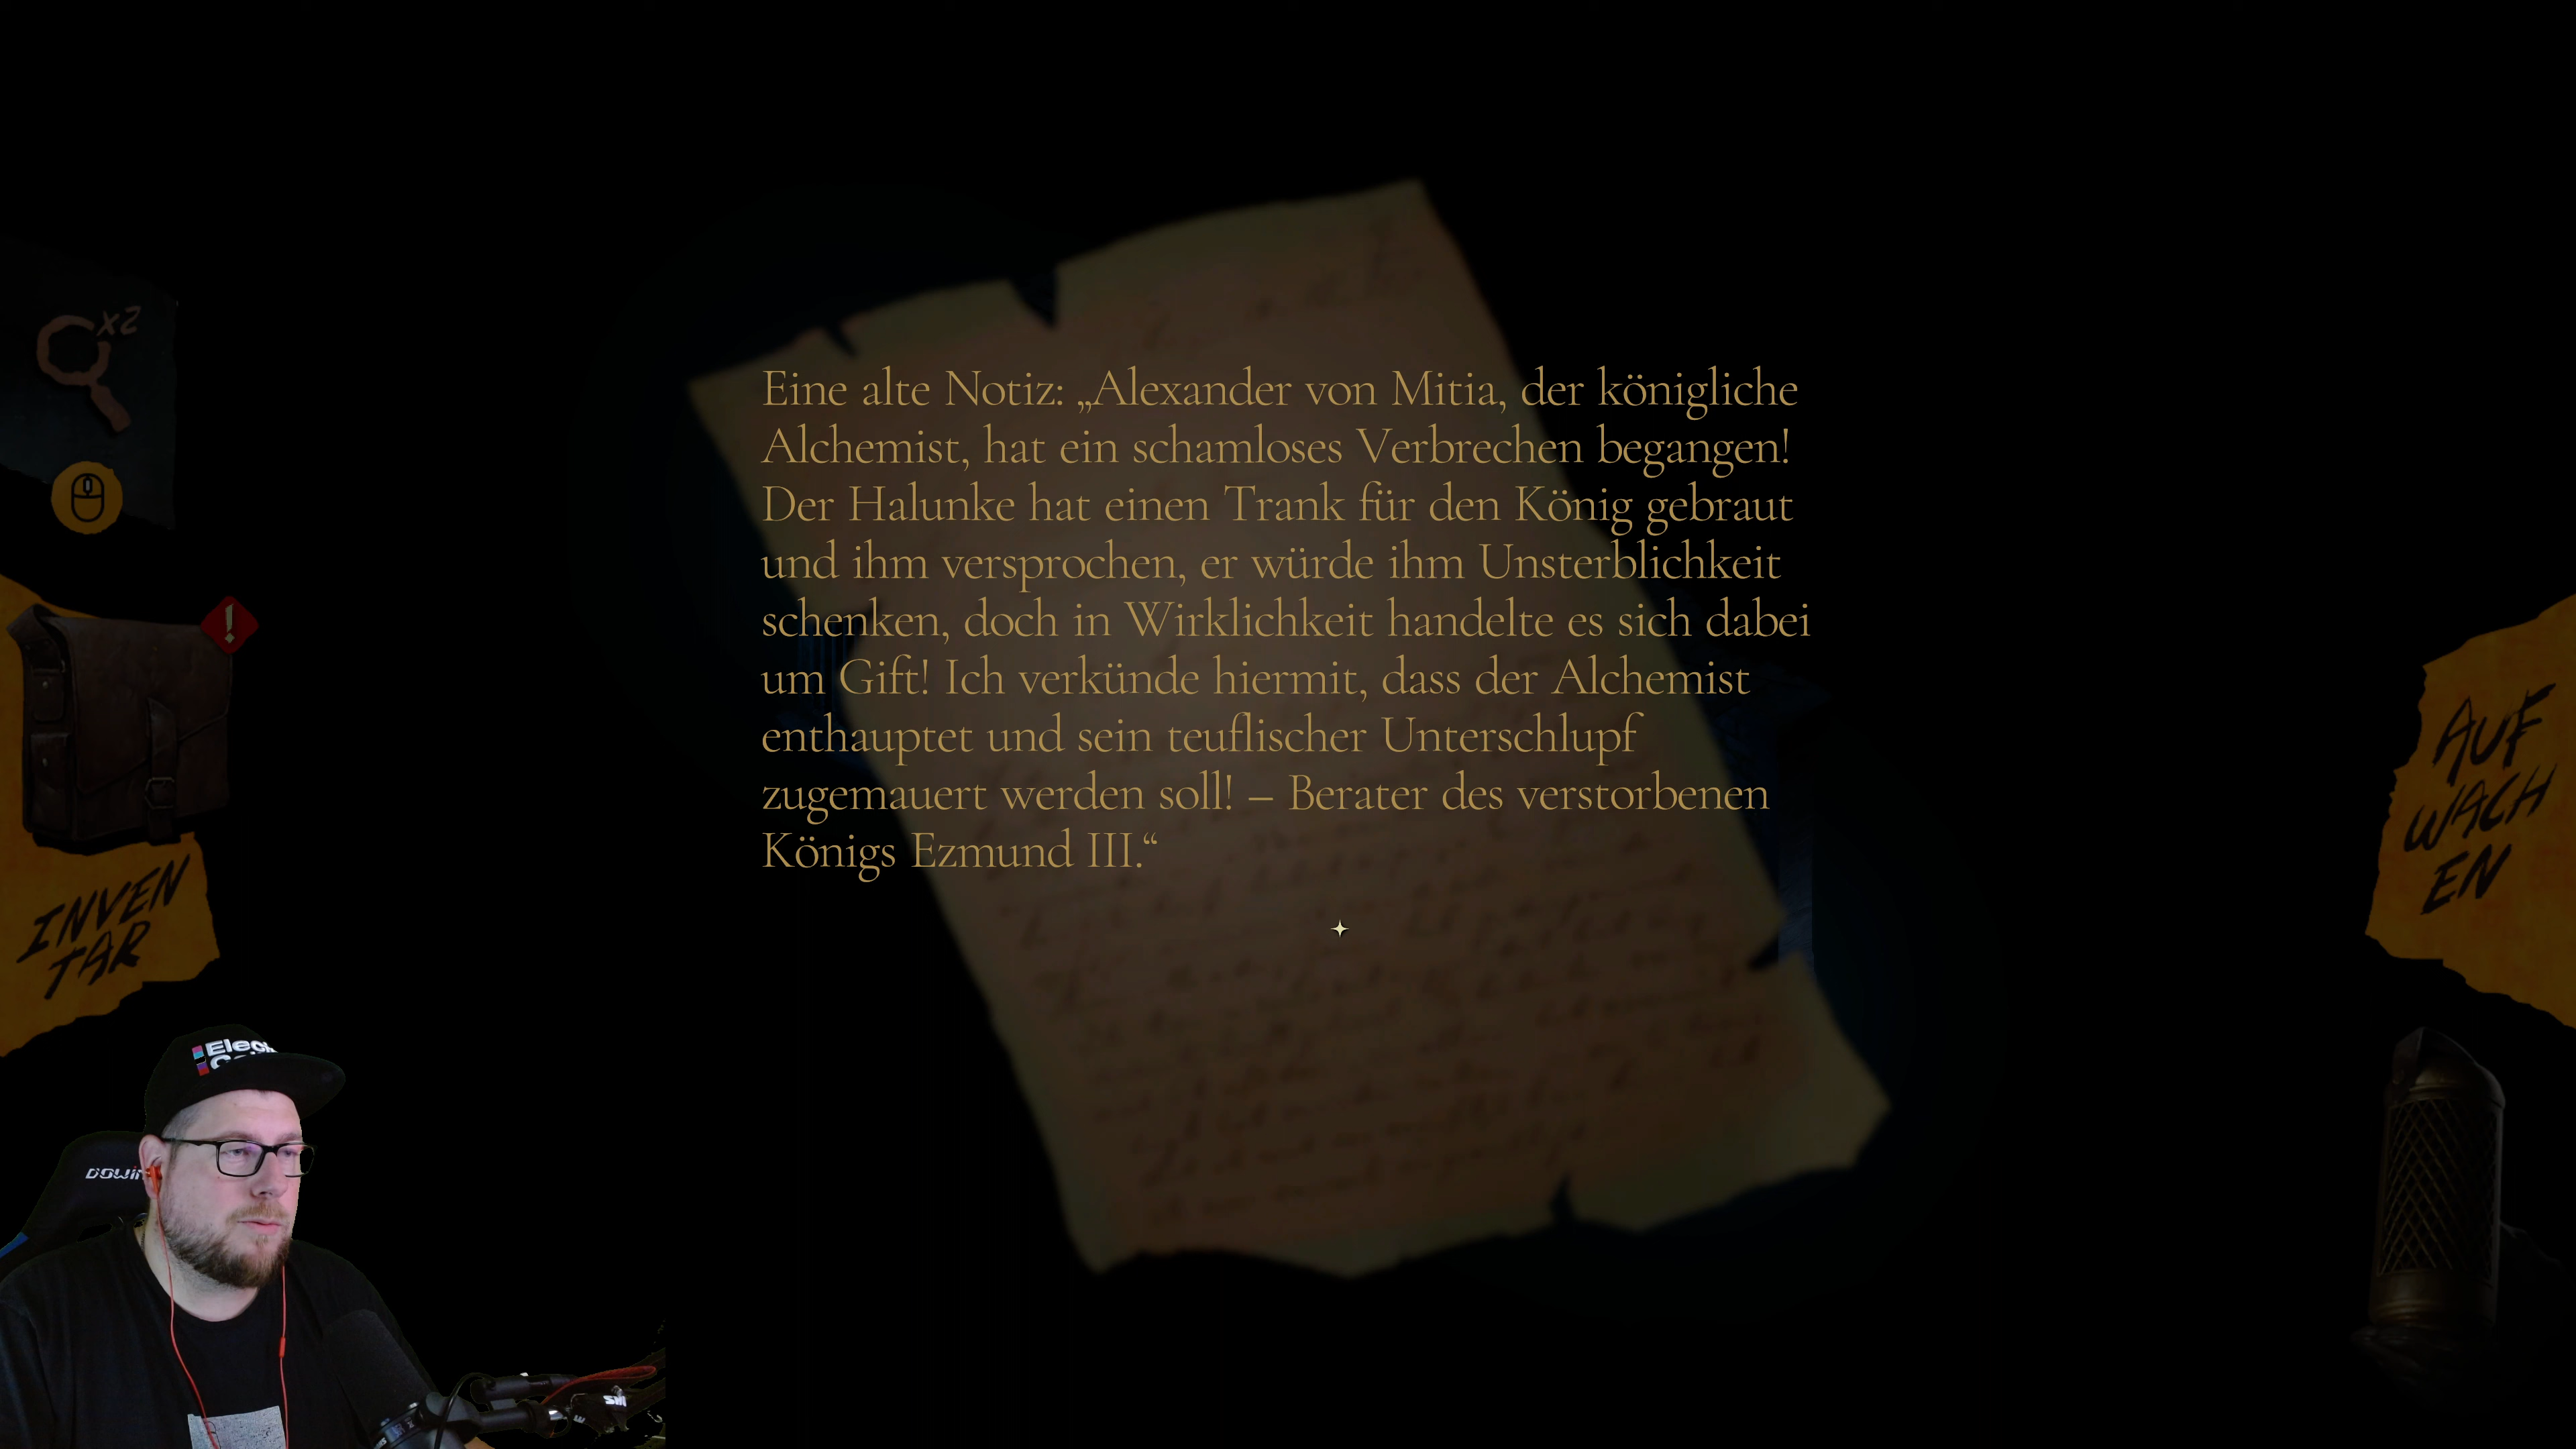 x2
Eine alte Notiz: „Alexander von Mitia, der königliche
Alchemist, hat ein schamloses Verbrechen begangen!
Der Halunke hat einen Trank für den König gebraut
und ihm versprochen, er würde ihm Unsterblichkeit
schenken, doch in Wirklichkeit handelte es sich dabei
um Gift! Ich verkünde hiermit, dass der Alchemist
enthauptet und sein teuflischer Unterschlupf
zugemauert werden soll! – Berater des verstorbenen
Königs Ezmund III.“
!
INVEN
TAR
AUF
WACH
EN